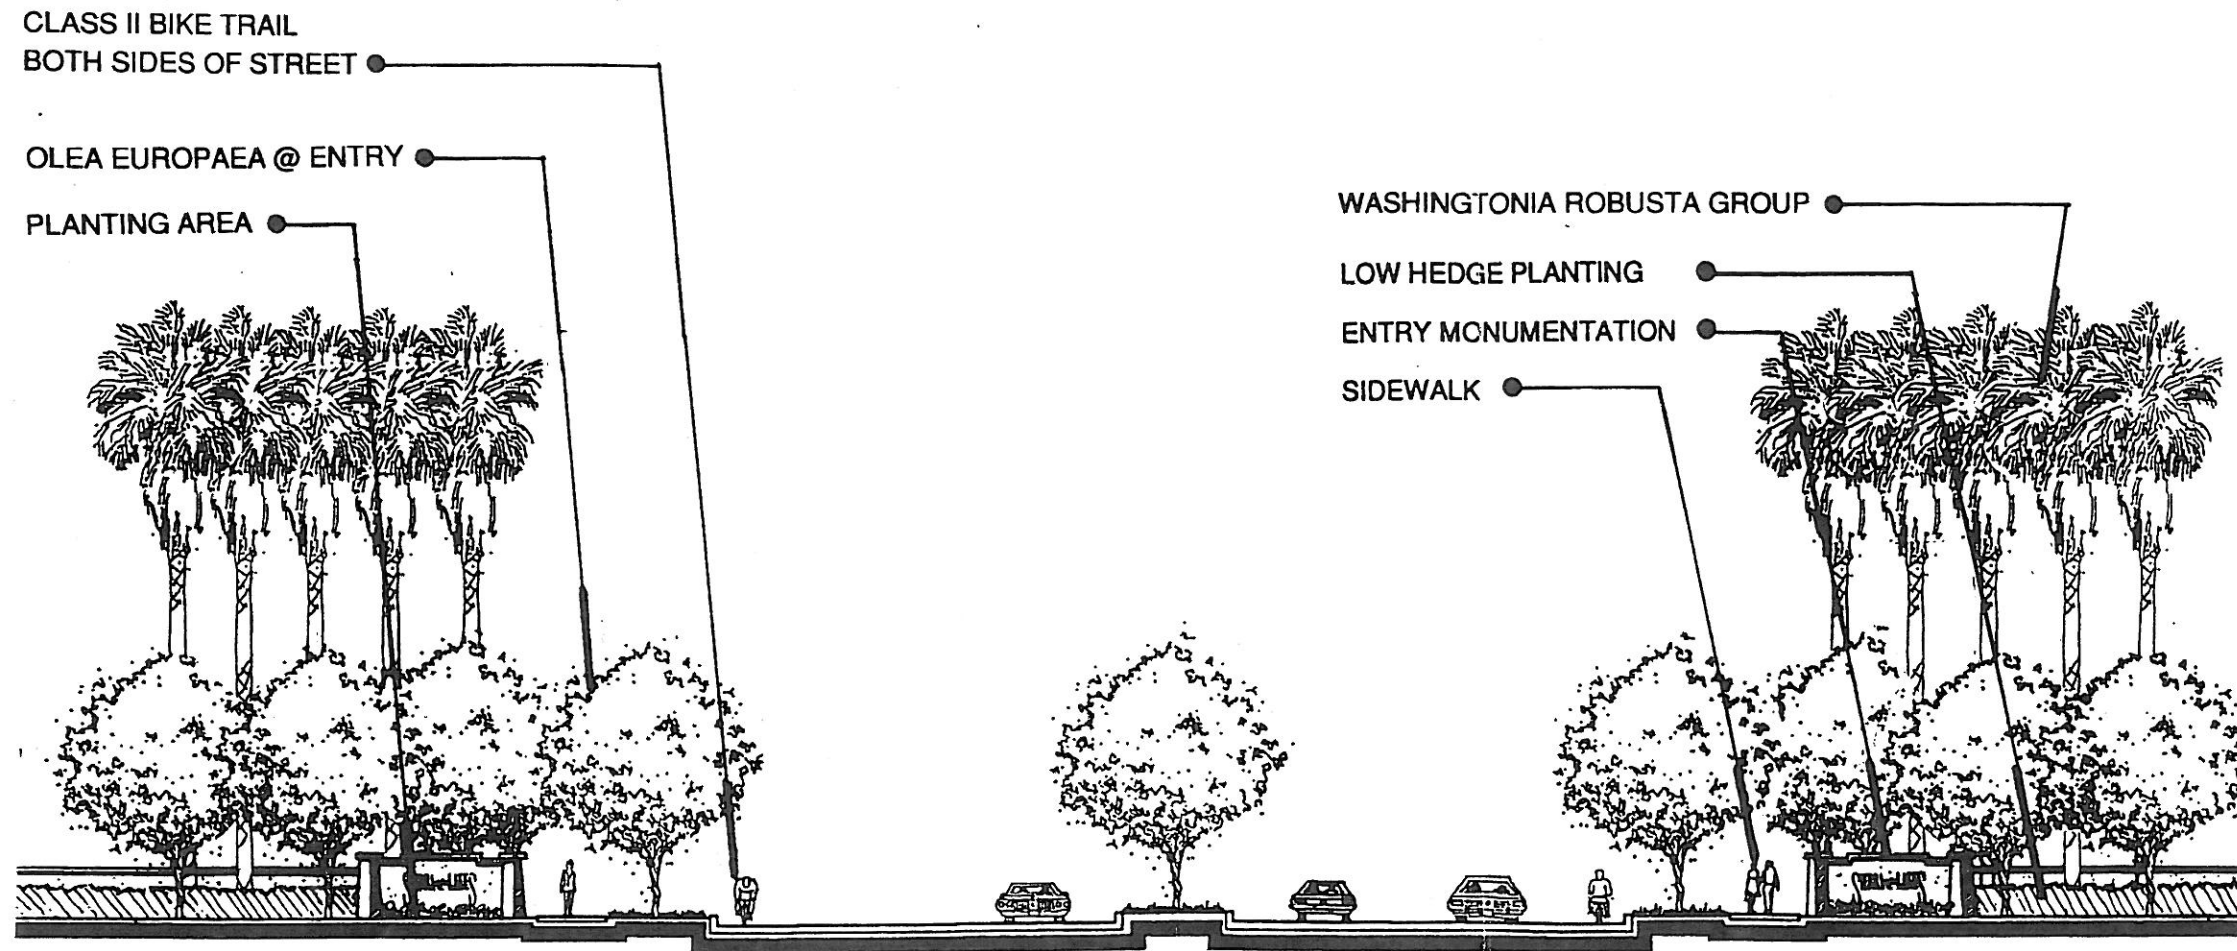 CLASS II BIKE TRAIL
BOTH SIDES OF STREET
OLEA EUROPAEA @ ENTRY
PLANTING AREA
WASHINGTONIA ROBUSTA GROUP
LOW HEDGE PLANTING
ENTRY MONUMENTATION
SIDEWALK